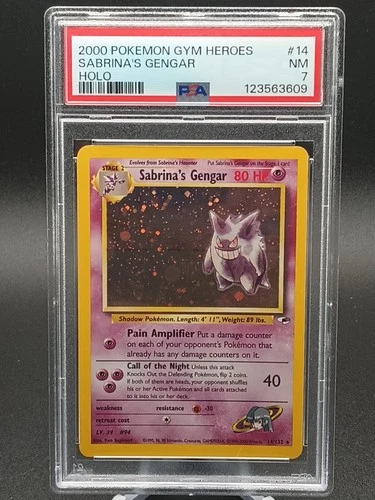 2000 POKEMON GYM HEROES #14
SABRINA'S GENGAR NM
HOLO 7
PSA 123563609
Evolves from Sabrina's Haunter Put Sabrina's Gengar on the Stage 1 card
STAGE 2
Sabrina's Gengar 80 HP
Shadow Pokémon. Length: 4' 11", Weight: 89 lbs.
Pain Amplifier Put a damage counter
on each of your opponent's Pokémon that
already has any damage counters on it.
Call of the Night Unless this attack
Knocks Out the Defending Pokémon, flip 2 coins.
If both of them are heads, your opponent shuffles
his or her Active Pokémon and all cards attached
to it into his or her deck.
40
weakness resistance -30
retreat cost
LV. 39 #94
14/132